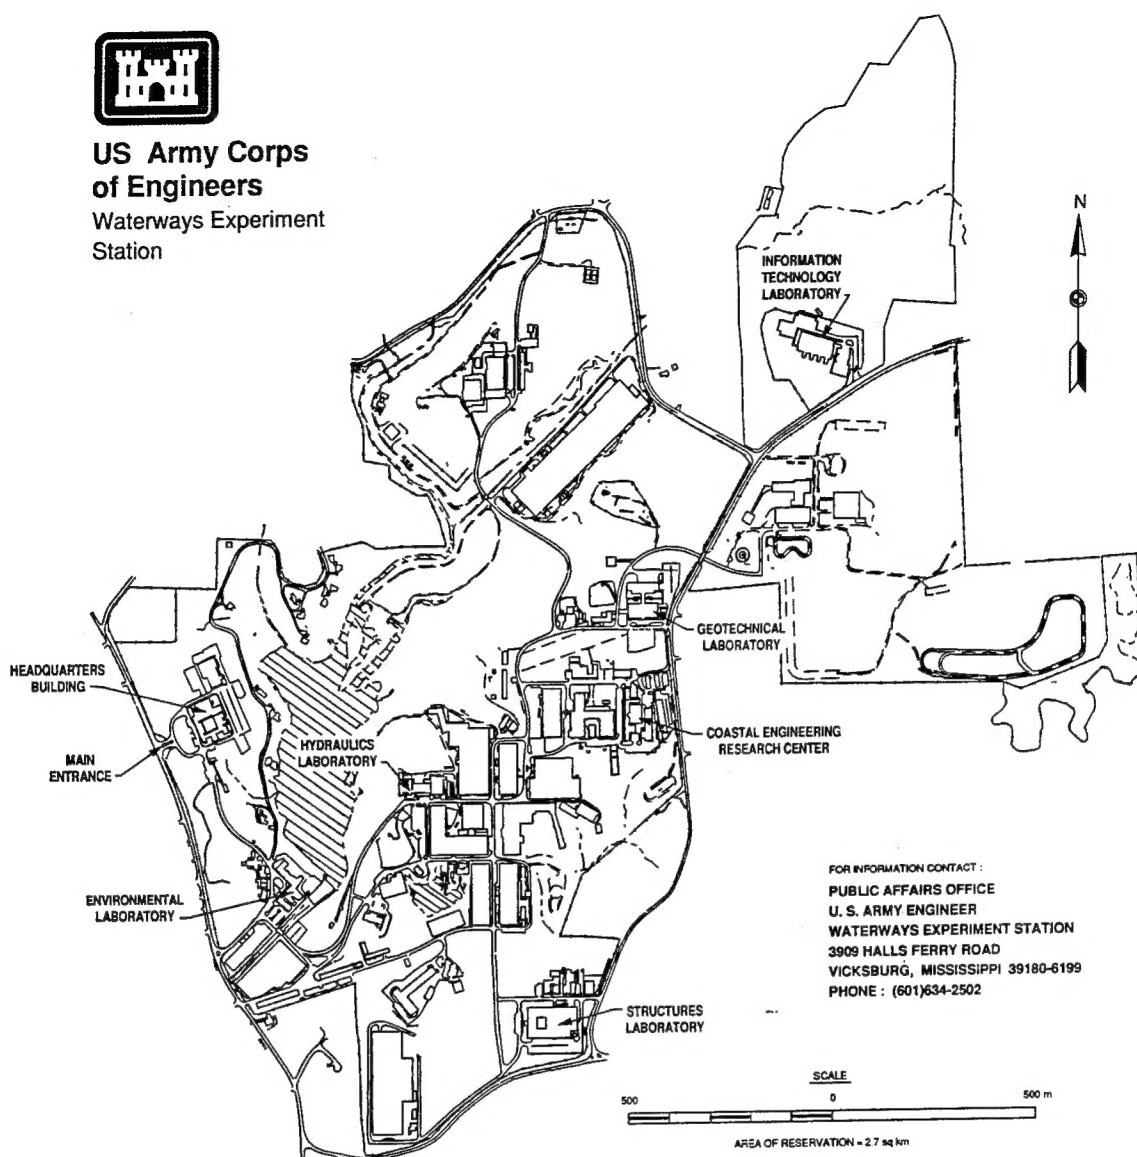 US Army Corps
of Engineers
Waterways Experiment
Station
N
INFORMATION
TECHNOLOGY
LABORATORY
GEOTECHNICAL
LABORATORY
HEADQUARTERS
BUILDING
MAIN
ENTRANCE
HYDRAULICS
LABORATORY
COASTAL ENGINEERING
RESEARCH CENTER
ENVIRONMENTAL
LABORATORY
FOR INFORMATION CONTACT :
PUBLIC AFFAIRS OFFICE
U. S. ARMY ENGINEER
WATERWAYS EXPERIMENT STATION
3909 HALLS FERRY ROAD
VICKSBURG, MISSISSIPPI 39180-6199
PHONE : (601)634-2502
STRUCTURES
LABORATORY
SCALE
500 0 500 m
AREA OF RESERVATION = 2.7 sq km